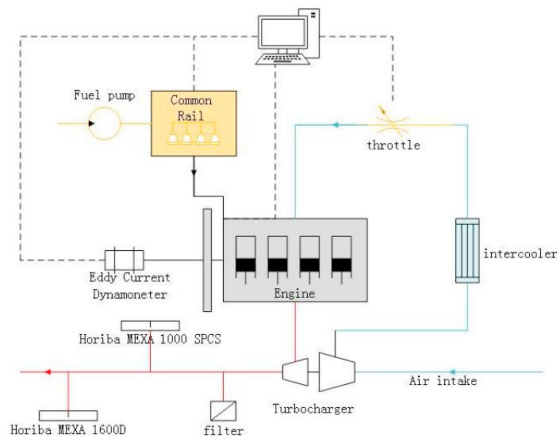 Fuel pump
Common
Rail
throttle
intercooler
Eddy Current
Dynamometer
Engine
Horiba MEXA 1000 SPCS
Air intake
Turbocharger
Horiba MEXA 1600D
filter